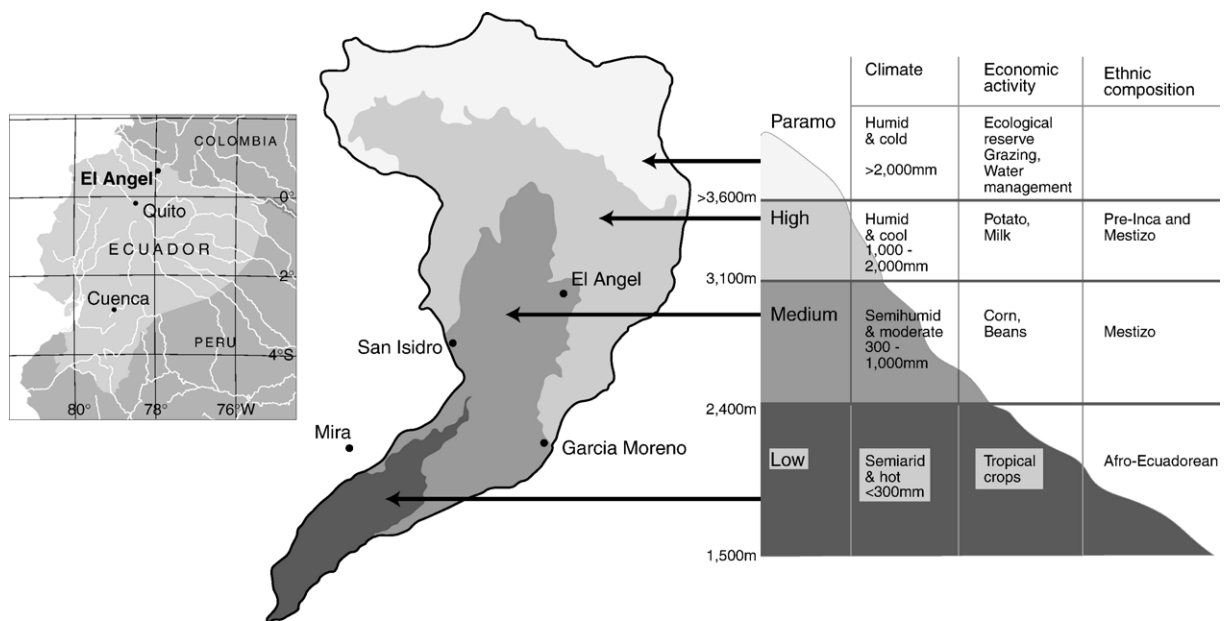 COLOMBIA
El Angel
0°
Quito
ECUADOR
2°
Cuenca
PERU
4°S
80°
78°
76°W
El Angel
San Isidro
Mira
Garcia Moreno
Climate
Economic
activity
Ethnic
composition
Paramo
Humid
& cold
>2,000mm
Ecological
reserve
Grazing,
Water
management
>3,600m
High
Humid
& cool
1,000 -
2,000mm
Potato,
Milk
Pre-Inca and
Mestizo
3,100m
Medium
Semihumid
& moderate
300 -
1,000mm
Corn,
Beans
Mestizo
2,400m
Low
Semiarid
& hot
<300mm
Tropical
crops
Afro-Ecuadorean
1,500m